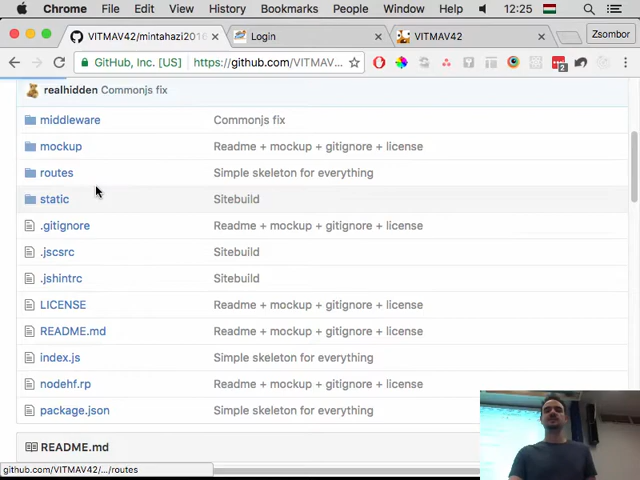 Chrome File Edit View History Bookmarks People Window Help 12:25
VITMAV42/mintahazi2016 Login VITMAV42 Zsombor
GitHub, Inc. [US] https://github.com/VITMAV
2
realhidden Commonjs fix
middleware Commonjs fix
mockup Readme + mockup + gitignore + license
routes Simple skeleton for everything
static Sitebuild
.gitignore Readme + mockup + gitignore + license
.jscsrc Sitebuild
.jshintrc Sitebuild
LICENSE Readme + mockup + gitignore + license
README.md Readme + mockup + gitignore + license
index.js Simple skeleton for everything
nodehf.rp Readme + mockup + gitignore + license
package.json Simple skeleton for everything
README.md
github.com/VITMAV42/.../routes